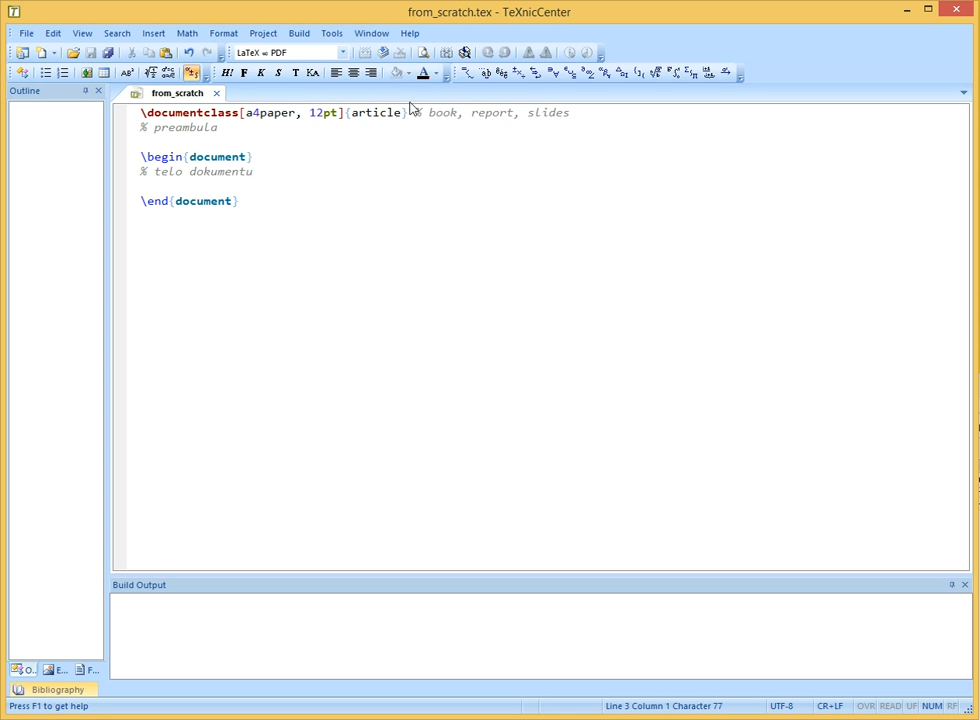 from_scratch.tex - TeXnicCenter
File Edit View Search Insert Math Format Project Build Tools Window Help
LaTeX ⇨ PDF
H! F K S T KA
Outline
from_scratch
\documentclass[a4paper, 12pt]{article} % book, report, slides
% preambula
\begin{document}
% telo dokumentu
\end{document}
Build Output
O.. E... F...
Bibliography
Press F1 to get help
Line 3 Column 1 Character 77 UTF-8 CR+LF OVR READ UF NUM RF